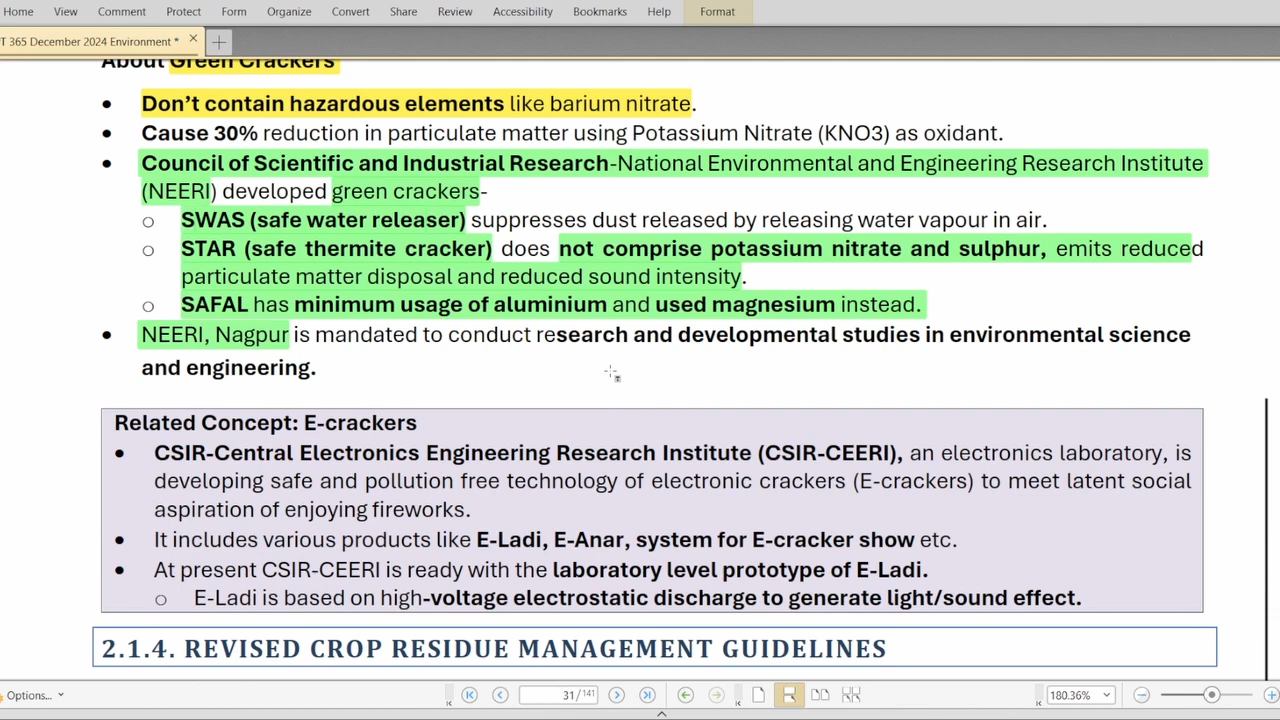 Home View Comment Protect Form Organize Convert Share Review Accessibility Bookmarks Help Format
T 365 December 2024 Environment *
About Green Crackers
• Don’t contain hazardous elements like barium nitrate.
• Cause 30% reduction in particulate matter using Potassium Nitrate (KNO3) as oxidant.
• Council of Scientific and Industrial Research-National Environmental and Engineering Research Institute
(NEERI) developed green crackers-
o SWAS (safe water releaser) suppresses dust released by releasing water vapour in air.
o STAR (safe thermite cracker) does not comprise potassium nitrate and sulphur, emits reduced
particulate matter disposal and reduced sound intensity.
o SAFAL has minimum usage of aluminium and used magnesium instead.
• NEERI, Nagpur is mandated to conduct research and developmental studies in environmental science
and engineering.
Related Concept: E-crackers
• CSIR-Central Electronics Engineering Research Institute (CSIR-CEERI), an electronics laboratory, is
developing safe and pollution free technology of electronic crackers (E-crackers) to meet latent social
aspiration of enjoying fireworks.
• It includes various products like E-Ladi, E-Anar, system for E-cracker show etc.
• At present CSIR-CEERI is ready with the laboratory level prototype of E-Ladi.
o E-Ladi is based on high-voltage electrostatic discharge to generate light/sound effect.
2.1.4. REVISED CROP RESIDUE MANAGEMENT GUIDELINES
Options... 31/141 180.36%